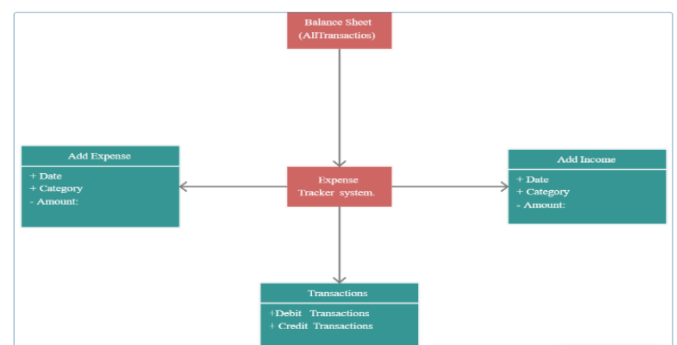 Balance Sheet
(AllTransactios)
Add Expense
+ Date
+ Category
- Amount:
Expense
Tracker system.
Add Income
+ Date
+ Category
- Amount:
Transactions
+Debit Transactions
+ Credit Transactions